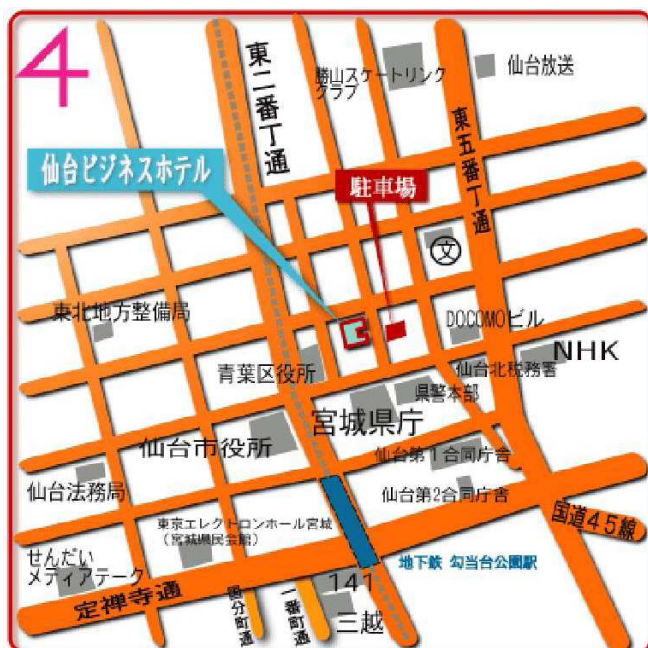 4
東二番丁通
勝山スケートリンク
クラブ
仙台放送
東五番丁通
仙台ビジネスホテル
駐車場
文
東北地方整備局
DOCOMOビル
NHK
青葉区役所
仙台北税務署
県警本部
宮城県庁
仙台市役所
仙台第1合同庁舎
仙台法務局
仙台第2合同庁舎
国道45線
東京エレクトロンホール宮城
(宮城県民会館)
せんだい
メディアテーク
地下鉄 勾当台公園駅
定禅寺通
国分町通
一番町通
141
三越